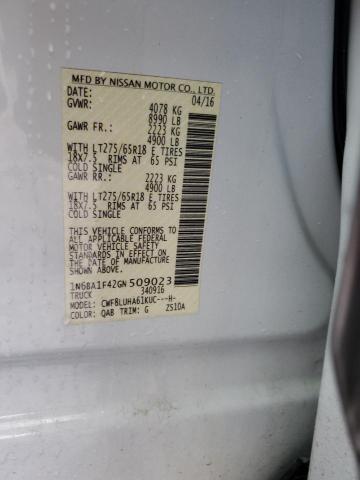 MFD BY NISSAN MOTOR CO., LTD.
DATE: 04/16
GVWR: 4078 KG
8990 LB
GAWR FR.: 2223 KG
4900 LB
WITH LT275/65R18 E TIRES
18X7.5 RIMS AT 65 PSI
COLD SINGLE
GAWR RR.: 2223 KG
4900 LB
WITH LT275/65R18 E TIRES
18X7.5 RIMS AT 65 PSI
COLD SINGLE
THIS VEHICLE CONFORMS TO ALL
APPLICABLE FEDERAL MOTOR VEHICLE SAFETY
STANDARDS IN EFFECT ON
THE DATE OF MANUFACTURE
SHOWN ABOVE.
1N6BA1F42GN509023
TRUCK 340916
MODEL: CWF8LUHA61KUC---H-
COLOR: QAB TRIM: G ZS10A